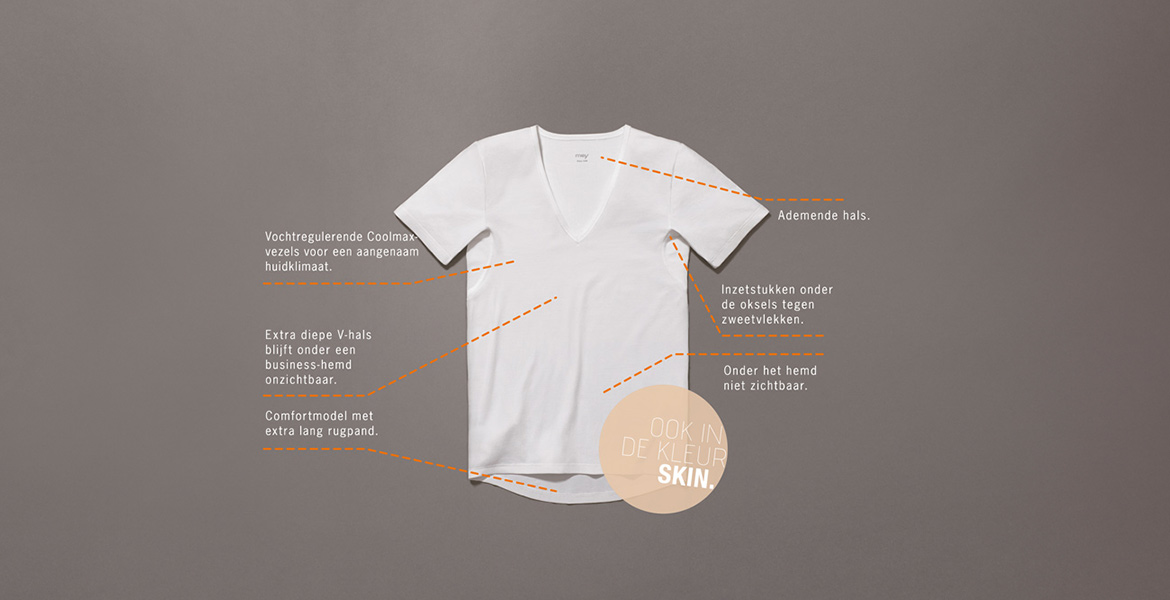 mey
Ademende hals.
Vochtregulerende Coolmax-
vezels voor een aangenaam
huidklimaat.
Inzetstukken onder
de oksels tegen
zweetvlekken.
Extra diepe V-hals
blijft onder een
business-hemd
onzichtbaar.
Onder het hemd
niet zichtbaar.
Comfortmodel met
extra lang rugpand.
OOK IN
DE KLEUR
SKIN.